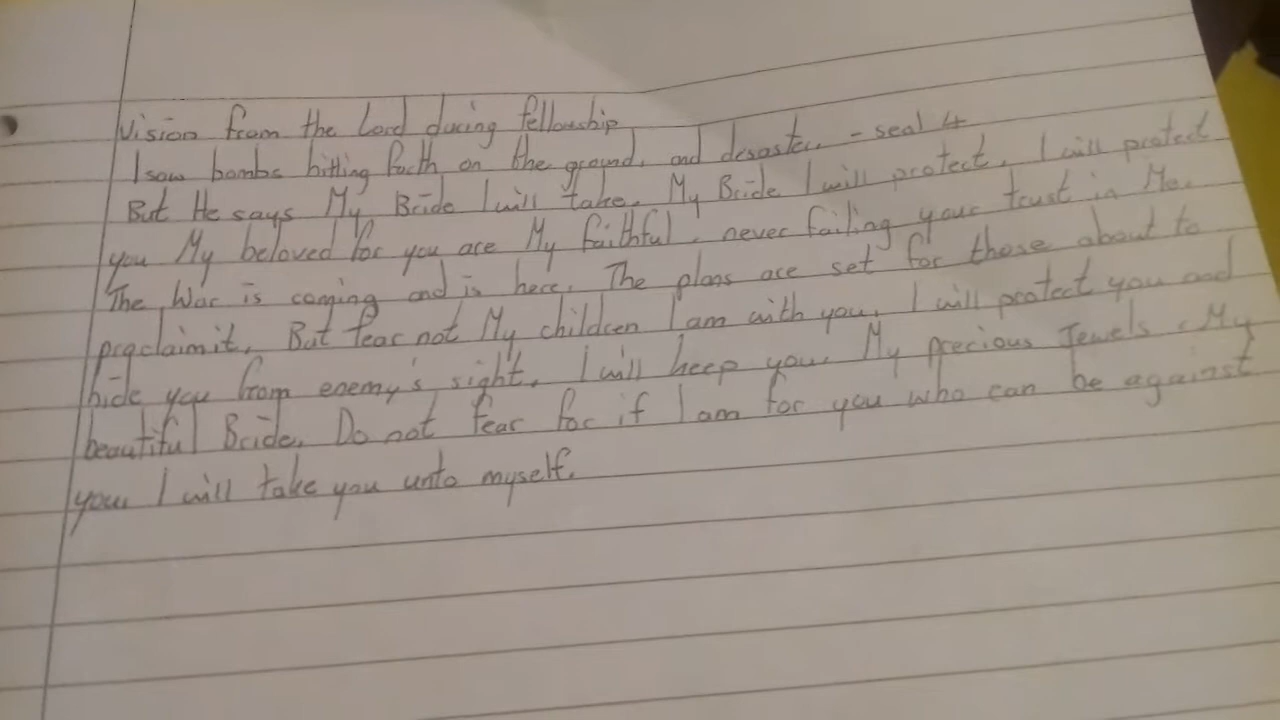 Vision from the Lord during fellowship
I saw bombs hitting forth on the ground, and desaster. - seal 4
But He says My Bride I will take. My Bride I will protect. I will protect
you My beloved for you are My faithful, never failing your trust in Me.
The War is coming and is here. The plans are set for those about to
proclaim it. But fear not My children I am with you. I will protect you and
hide you from enemy's sight. I will keep you. My precious Jewels. My
beautiful Bride. Do not fear for if I am for you who can be against
you. I will take you unto myself.